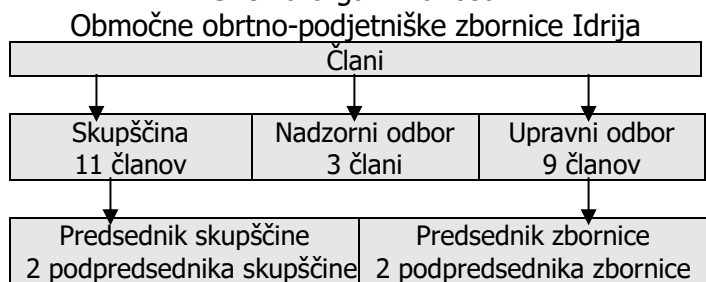 Območne obrtno-podjetniške zbornice Idrija
Člani
Skupščina
11 članov
Nadzorni odbor
3 člani
Upravni odbor
9 članov
Predsednik skupščine
2 podpredsednika skupščine
Predsednik zbornice
2 podpredsednika zbornice